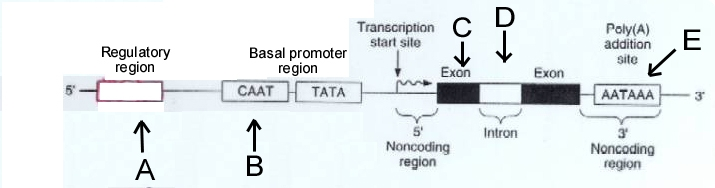 Transcription
start site
C
D
Poly(A)
addition
site
E
Regulatory
region
Basal promoter
region
Exon
Exon
5'
CAAT
TATA
AATAAA
3'
A
B
5'
Noncoding
region
Intron
3'
Noncoding
region